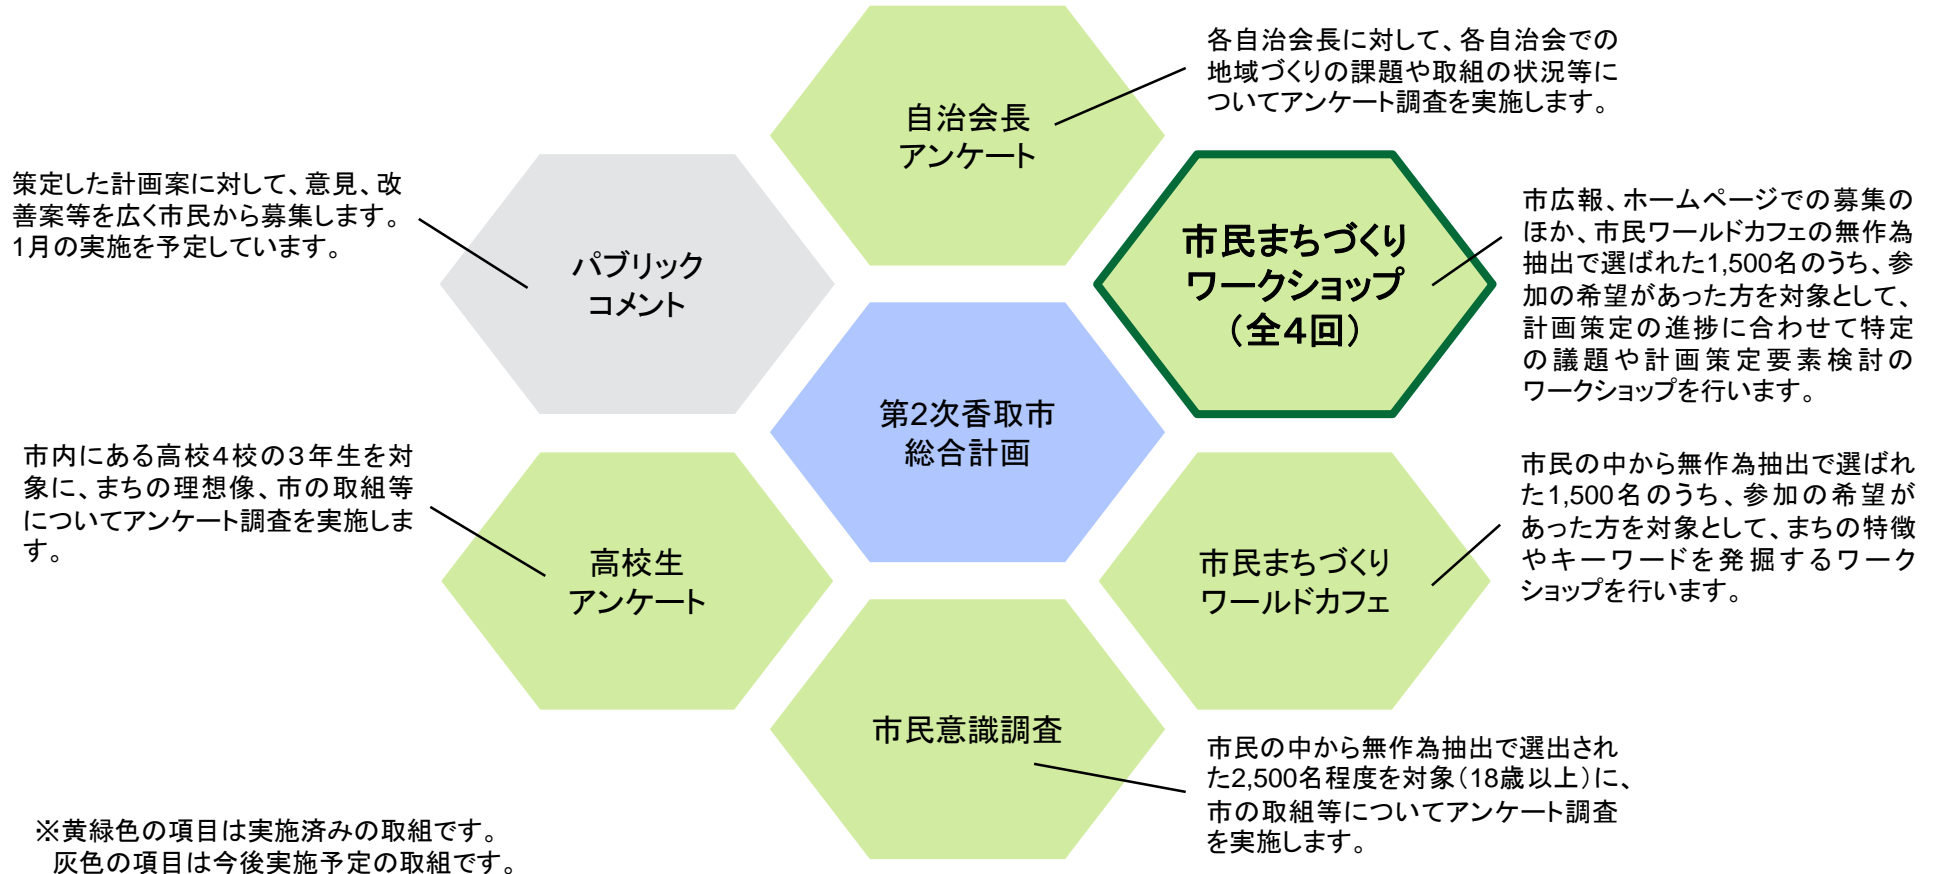 各自治会長に対して、各自治会での
地域づくりの課題や取組の状況等に
ついてアンケート調査を実施します。
自治会長
アンケート
策定した計画案に対して、意見、改
善案等を広く市民から募集します。
1月の実施を予定しています。
パブリック
コメント
市民まちづくり
ワークショップ
（全４回）
市広報、ホームページでの募集の
ほか、市民ワールドカフェの無作為
抽出で選ばれた1,500名のうち、参
加の希望があった方を対象として、
計画策定の進捗に合わせて特定
の議題や計画策定要素検討の
ワークショップを行います。
第2次香取市
総合計画
市内にある高校４校の３年生を対
象に、まちの理想像、市の取組等
についてアンケート調査を実施しま
す。
高校生
アンケート
市民まちづくり
ワールドカフェ
市民の中から無作為抽出で選ばれ
た1,500名のうち、参加の希望が
あった方を対象として、まちの特徴
やキーワードを発掘するワーク
ショップを行います。
市民意識調査
市民の中から無作為抽出で選出され
た2,500名程度を対象（18歳以上）に、
市の取組等についてアンケート調査
を実施します。
※黄緑色の項目は実施済みの取組です。
灰色の項目は今後実施予定の取組です。